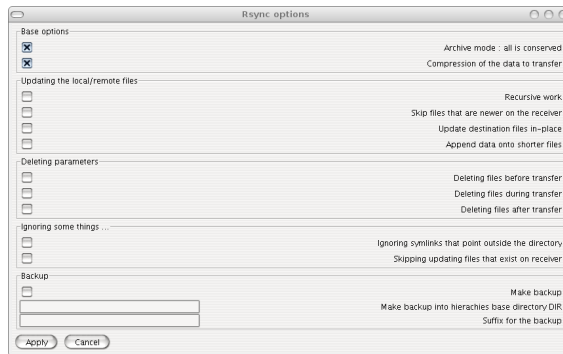 Rsync options
Base options
Archive mode : all is conserved
Compression of the data to transfer
Updating the local/remote files
Recursive work
Skip files that are newer on the receiver
Update destination files in-place
Append data onto shorter files
Deleting parameters
Deleting files before transfer
Deleting files during transfer
Deleting files after transfer
Ignoring some things ...
Ignoring symlinks that point outside the directory
Skipping updating files that exist on receiver
Backup
Make backup
Make backup into hierachies base directory DIR
Suffix for the backup
Apply Cancel